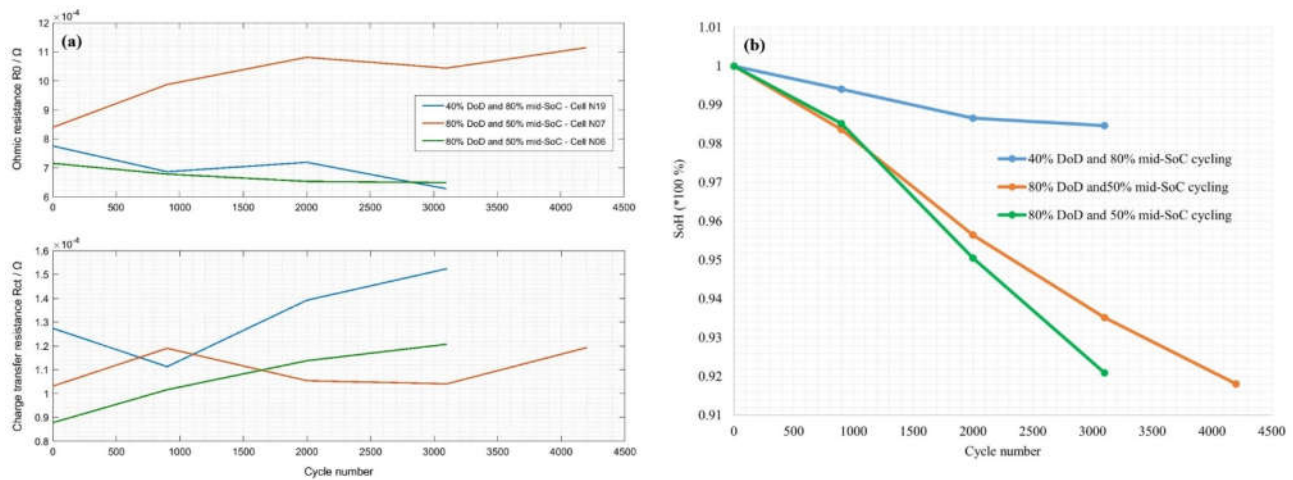 ×10⁻⁴
(a)
12
11
10
9
8
7
6
Ohmic resistance R0 / Ω
40% DoD and 80% mid-SoC - Cell N19
80% DoD and 50% mid-SoC - Cell N07
80% DoD and 50% mid-SoC - Cell N06
0 500 1000 1500 2000 2500 3000 3500 4000 4500
×10⁻⁴
1.6
1.5
1.4
1.3
1.2
1.1
1
0.9
0.8
Charge transfer resistance Rct / Ω
0 500 1000 1500 2000 2500 3000 3500 4000 4500
Cycle number
(b)
1.01
1
0.99
0.98
0.97
0.96
0.95
0.94
0.93
0.92
0.91
SoH (*100 %)
40% DoD and 80% mid-SoC cycling
80% DoD and50% mid-SoC cycling
80% DoD and 50% mid-SoC cycling
0 500 1000 1500 2000 2500 3000 3500 4000 4500
Cycle number